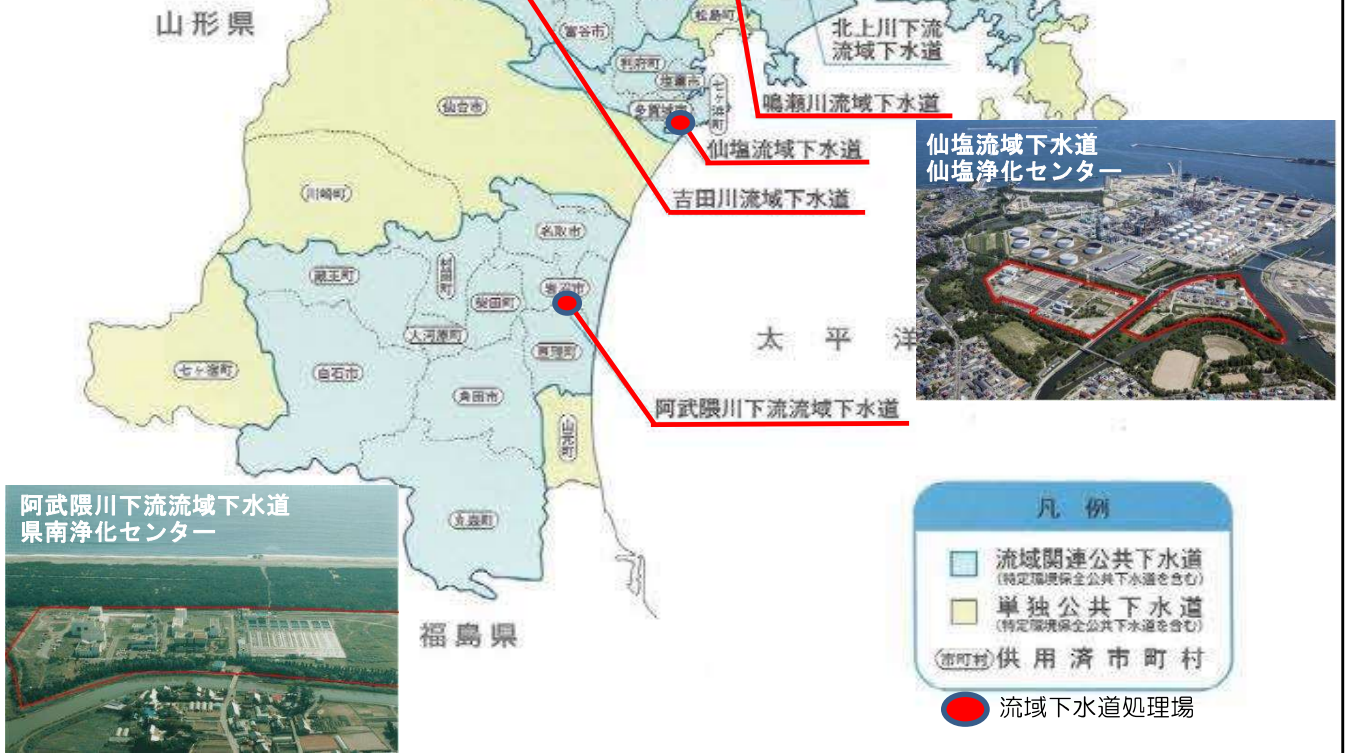 山形県
松島町
富谷市
北上川下流
流域下水道
利府町
塩竈市
七ヶ浜町
仙台市
多賀城市
鳴瀬川流域下水道
仙塩流域下水道
仙塩流域下水道
仙塩浄化センター
川崎町
吉田川流域下水道
名取市
村田町
蔵王町
柴田町
岩沼市
大河原町
亘理町
太平洋
七ヶ宿町
白石市
角田市
阿武隈川下流流域下水道
山元町
阿武隈川下流流域下水道
県南浄化センター
丸森町
凡例
流域関連公共下水道
(特定環境保全公共下水道を含む)
単独公共下水道
(特定環境保全公共下水道を含む)
福島県
市町村 供用済市町村
流域下水道処理場